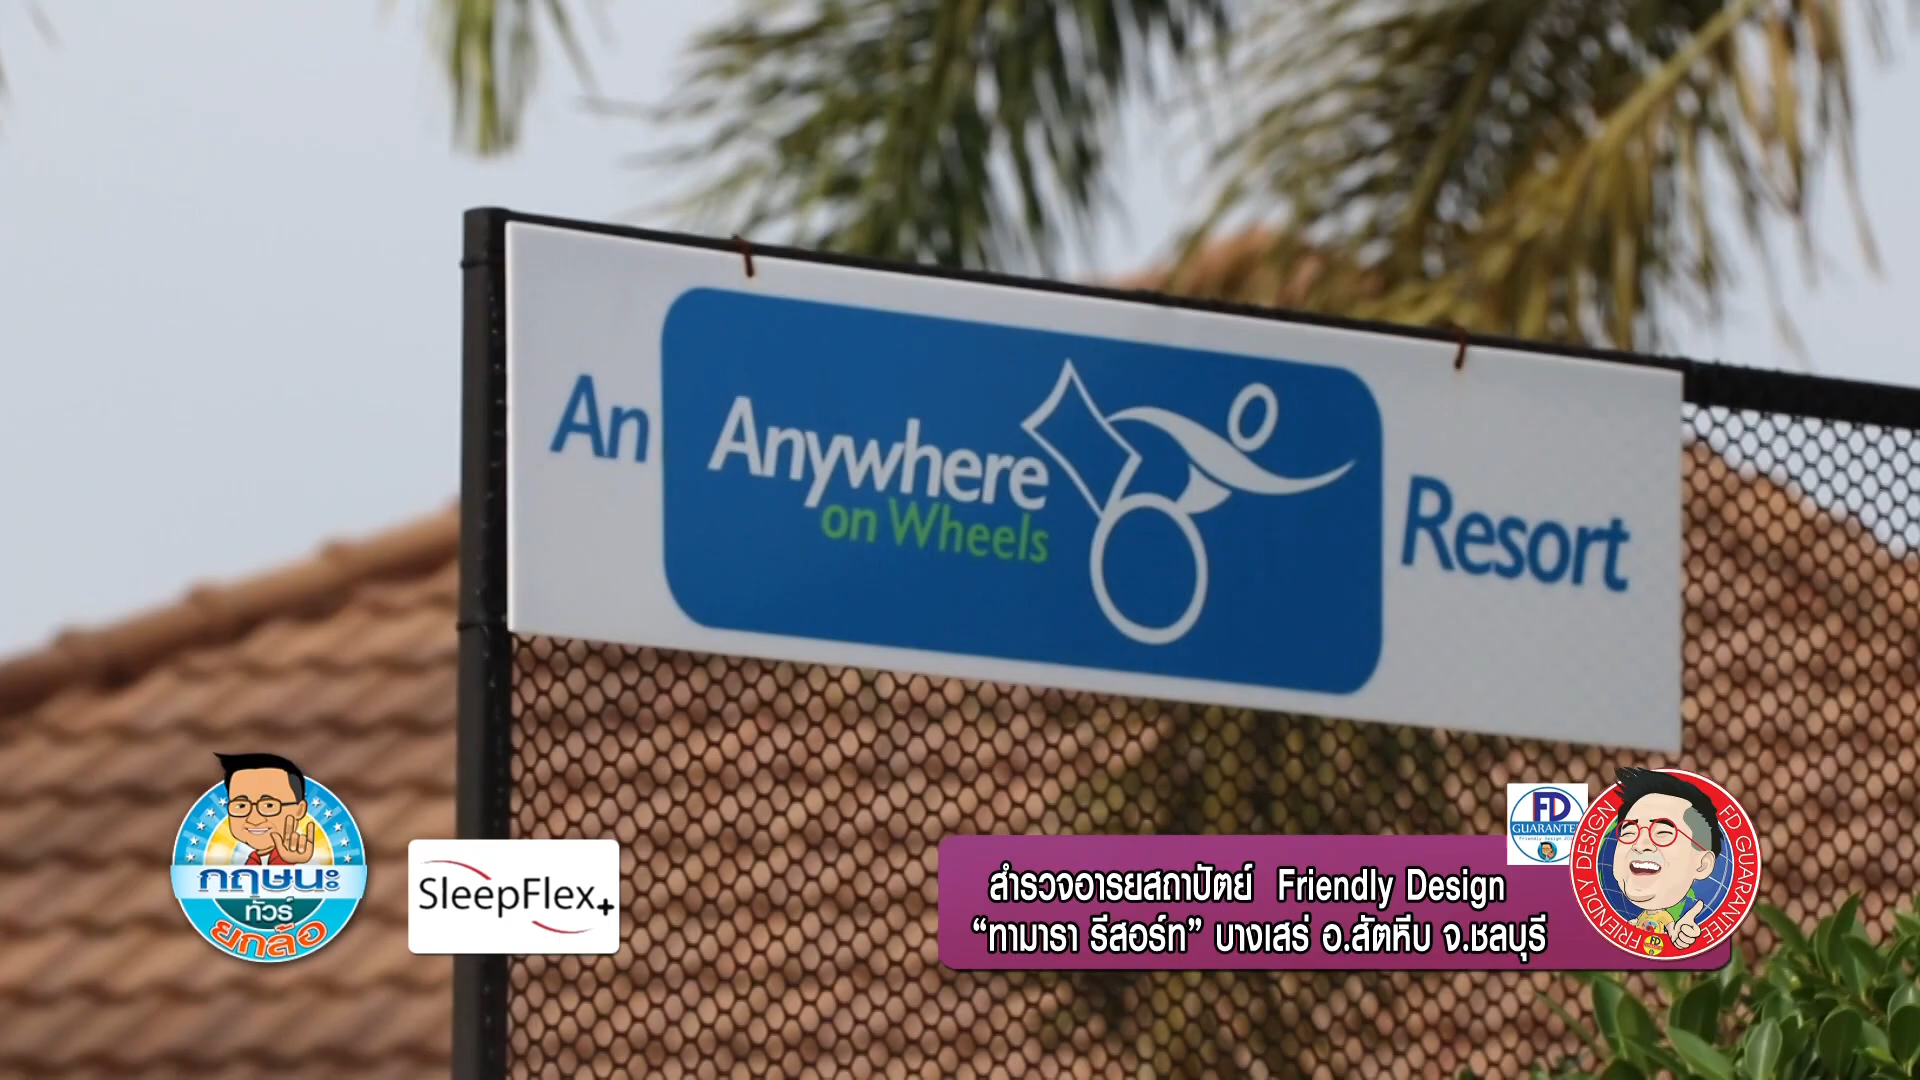 An
Anywhere
on Wheels
Resort
กฤษนะ
ทัวร์
ยกล้อ
SleepFlex+
สำรวจอารยสถาปัตย์ Friendly Design
“ทามารา รีสอร์ท” บางเสร่ อ.สัตหีบ จ.ชลบุรี
FD
GUARANTEE
FRIENDLY DESIGN
FD GUARANTEE
FRIENDLY
FD